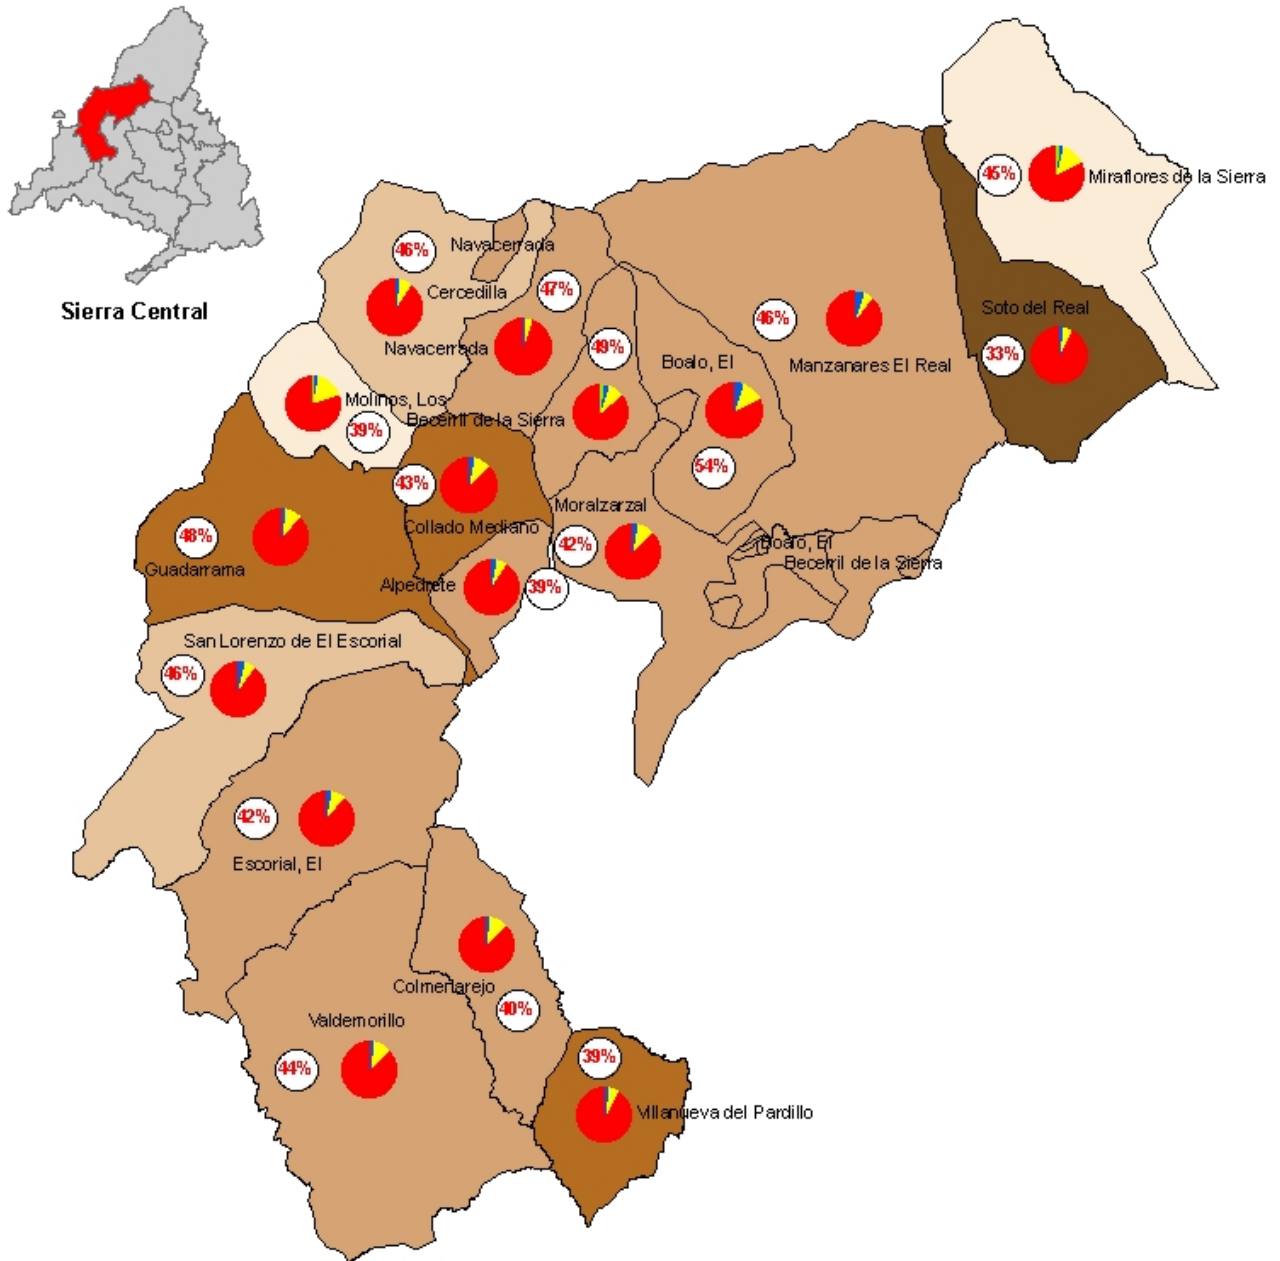 Sierra Central
45%
Miraflores de la Sierra
46%
Navacerrada
Cercedilla
47%
Soto del Real
33%
46%
Manzanares El Real
Navacerrada
49%
Boalo, El
Molinos, Los
39%
Becerril de la Sierra
54%
43%
Collado Mediano
Moralzarzal
42%
48%
Guadarrama
Boalo, El
Becerril de la Sierra
Alpedrete
39%
San Lorenzo de El Escorial
46%
42%
Escorial, El
Colmenarejo
40%
Valdemorillo
44%
39%
Villanueva del Pardillo